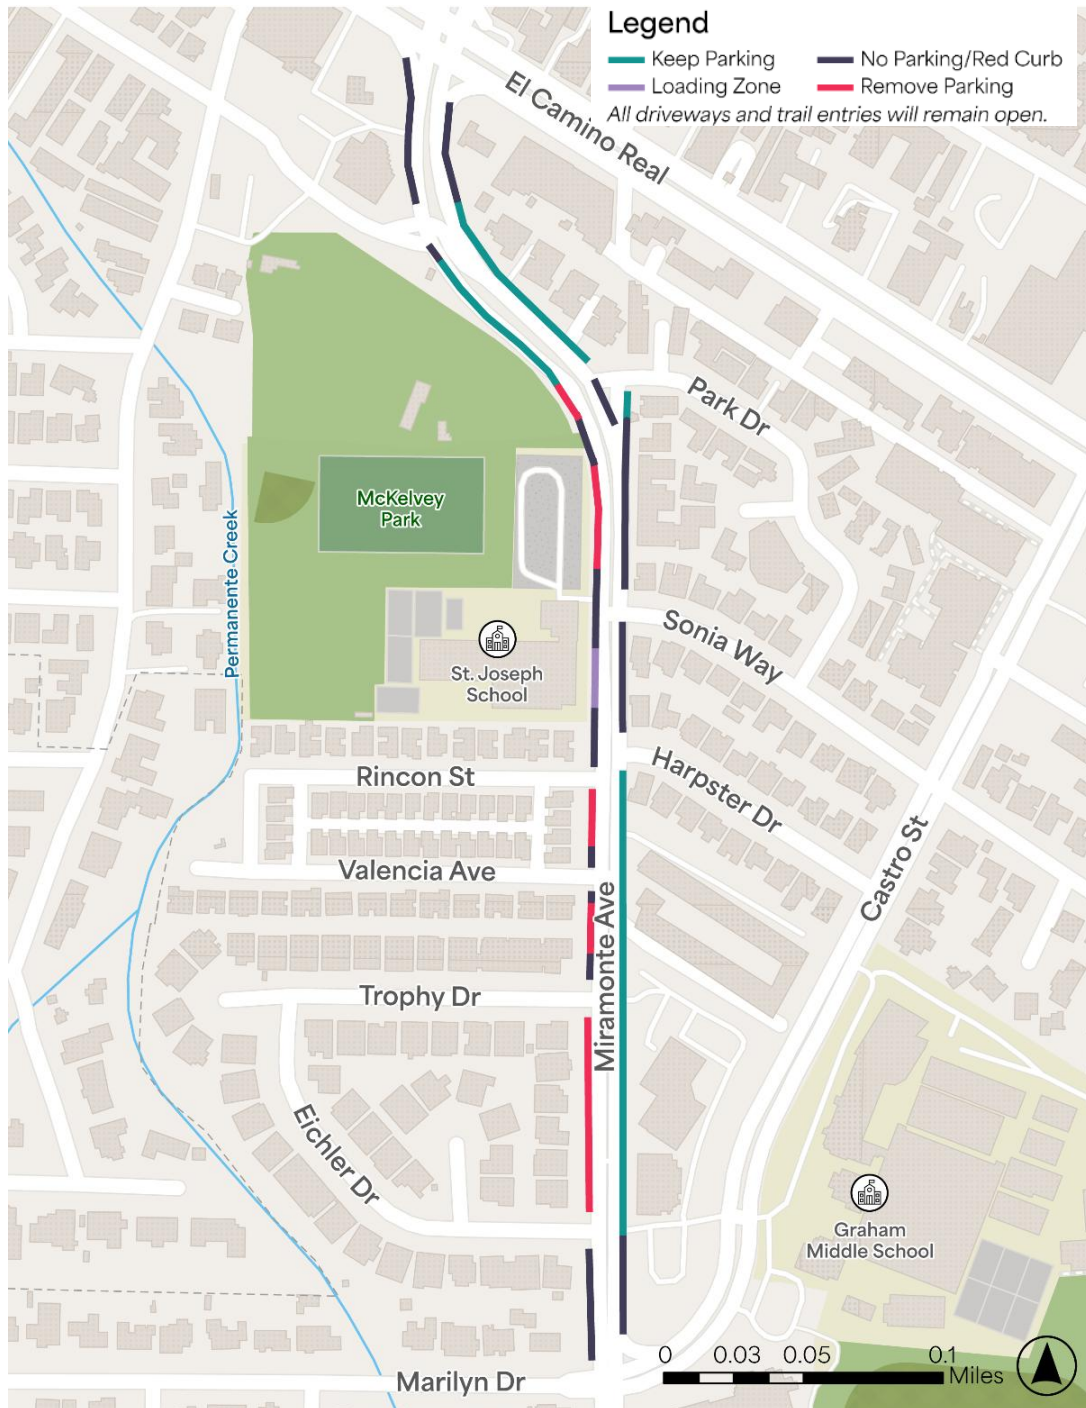 Legend
Keep Parking
No Parking/Red Curb
Loading Zone
Remove Parking
All driveways and trail entries will remain open.
El Camino Real
Park Dr
McKelvey
Park
Permanente Creek
Sonia Way
St. Joseph
School
Harpster Dr
Rincon St
Castro St
Valencia Ave
Miramonte Ave
Trophy Dr
Eichler Dr
Graham
Middle School
0 0.03 0.05 0.1
Miles
Marilyn Dr